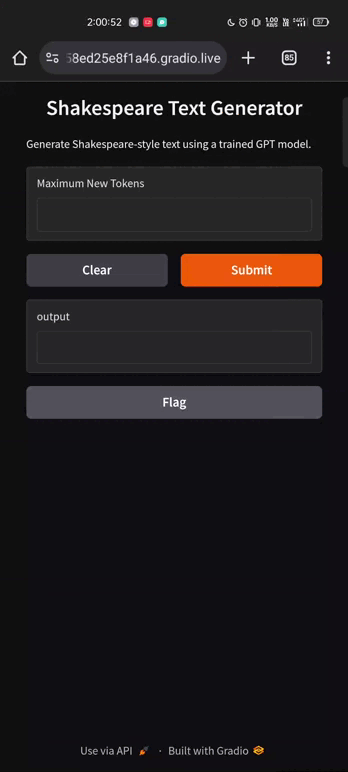 2:00:52
1.00 KB/S
57
58ed25e8f1a46.gradio.live
85
Shakespeare Text Generator
Generate Shakespeare-style text using a trained GPT model.
Maximum New Tokens
Clear
Submit
output
Flag
Use via API · Built with Gradio